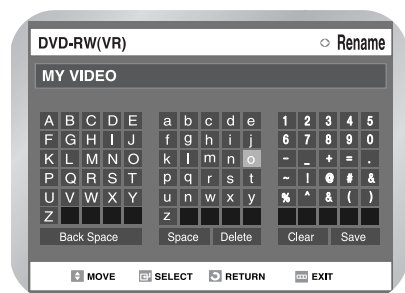 DVD-RW(VR) Rename
MY VIDEO
A B C D E a b c d e 1 2 3 4 5
F G H I J f g h i j 6 7 8 9 0
K L M N O k l m n o - _ + = .
P Q R S T p q r s t ~ ! @ # &
U V W X Y u n w x y % ^ & ( )
Z z
Back Space Space Delete Clear Save
MOVE SELECT RETURN EXIT